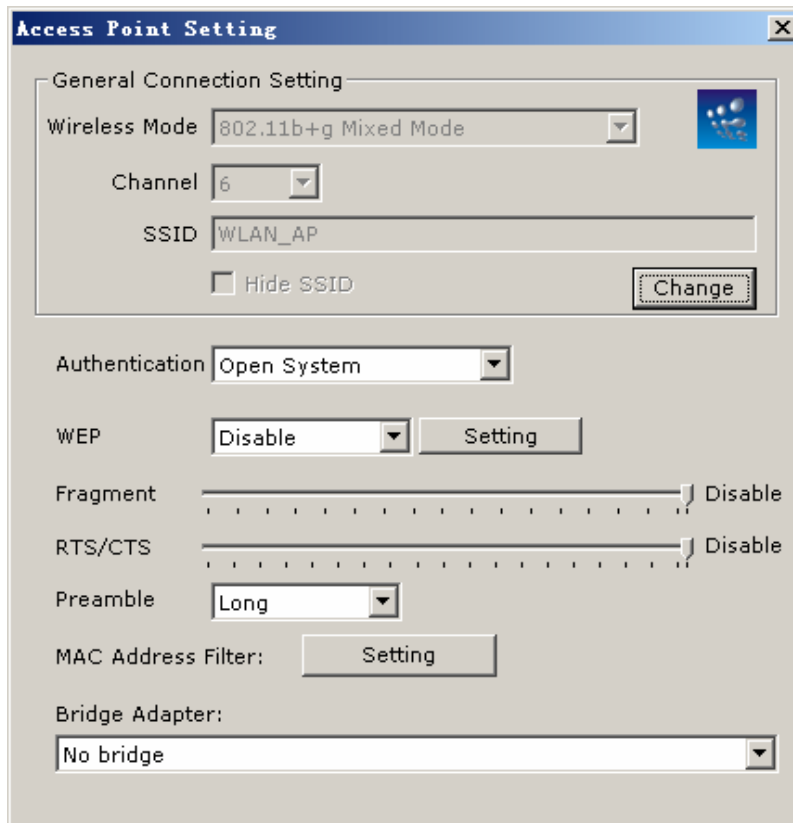 Access Point Setting
General Connection Setting
Wireless Mode 802.11b+g Mixed Mode
Channel 6
SSID WLAN_AP
Hide SSID Change
Authentication Open System
WEP Disable Setting
Fragment Disable
RTS/CTS Disable
Preamble Long
MAC Address Filter: Setting
Bridge Adapter:
No bridge